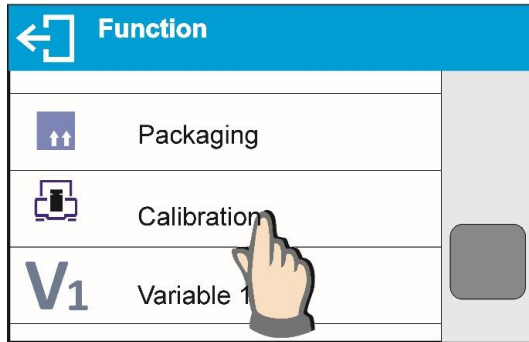 Function
Packaging
Calibration
V1 Variable 1